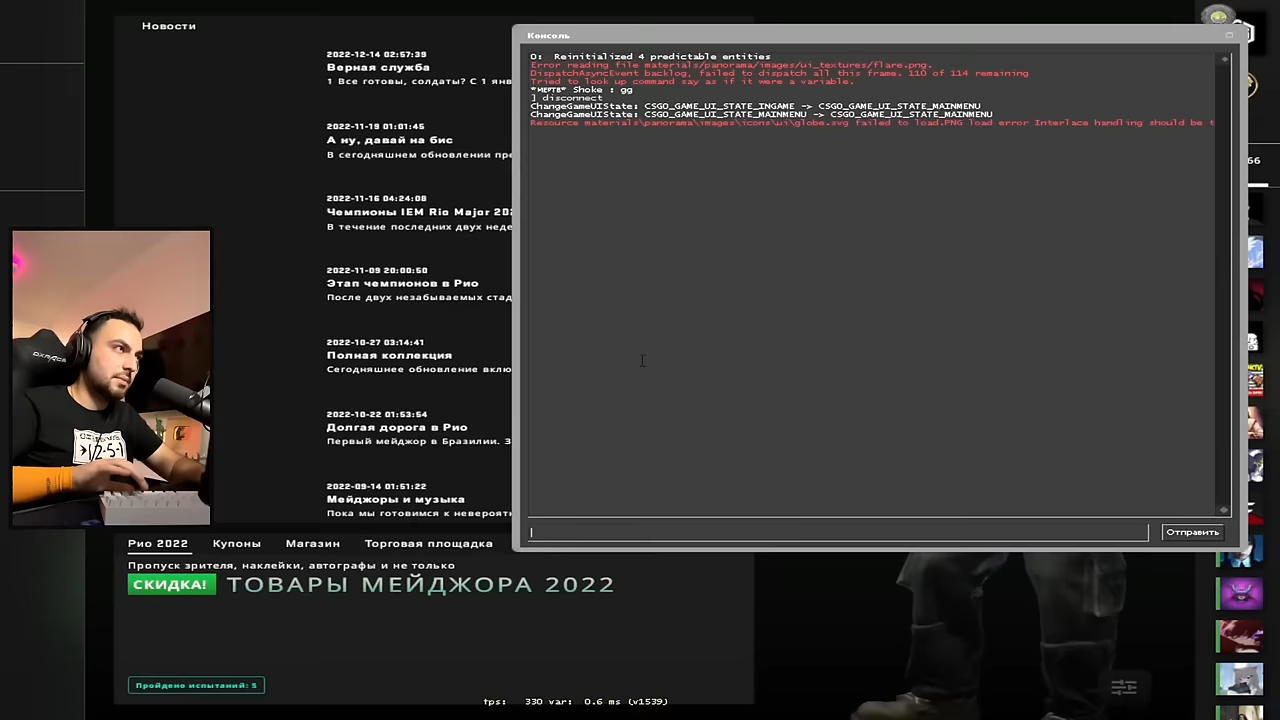 Новости
2022-12-14 02:57:39
Верная служба
1 Все готовы, солдаты? С 1 янв
2022-11-19 01:01:45
А ну, давай на бис
В сегодняшнем обновлении пре
2022-11-16 04:24:08
Чемпионы IEM Rio Major 202
В течение последних двух неде
2022-11-09 20:00:50
Этап чемпионов в Рио
После двух незабываемых стад
2022-10-27 03:14:41
Полная коллекция
Сегодняшнее обновление вклю
2022-10-22 01:53:54
Долгая дорога в Рио
Первый мейджор в Бразилии. З
2022-09-14 01:51:22
Мейджоры и музыка
Пока мы готовимся к невероятн
Консоль
0: Reinitialized 4 predictable entities
Error reading file materials/panorama/images/ui_textures/flare.png.
DispatchAsyncEvent backlog, failed to dispatch all this frame. 110 of 114 remaining
Tried to look up command say as if it were a variable.
*МЕРТВ* Shoke : gg
] disconnect
ChangeGameUIState: CSGO_GAME_UI_STATE_INGAME -> CSGO_GAME_UI_STATE_MAINMENU
ChangeGameUIState: CSGO_GAME_UI_STATE_MAINMENU -> CSGO_GAME_UI_STATE_MAINMENU
Resource materials\panorama\images\icons\ui\globe.svg failed to load.PNG load error Interlace handling should be t
Отправить
66
DXRACER
>1/2·5·1
Рио 2022 Купоны Магазин Торговая площадка
Пропуск зрителя, наклейки, автографы и не только
СКИДКА! ТОВАРЫ МЕЙДЖОРА 2022
Пройдено испытаний: 5
fps: 330 var: 0.6 ms (v1539)